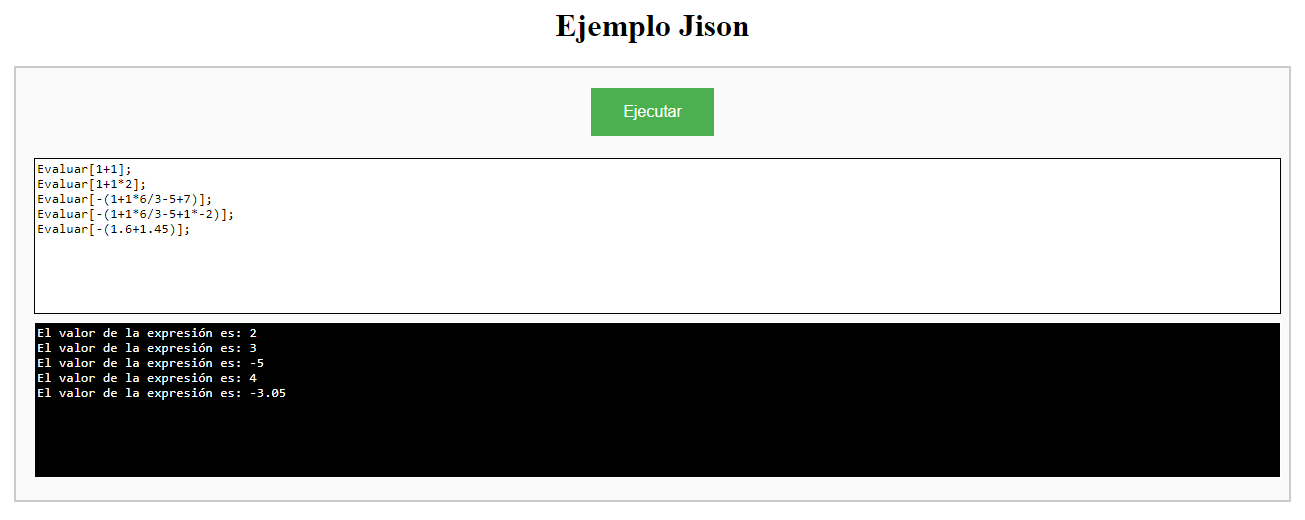 Ejemplo Jison
Ejecutar
Evaluar[1+1];
Evaluar[1+1*2];
Evaluar[-(1+1*6/3-5+7)];
Evaluar[-(1+1*6/3-5+1*-2)];
Evaluar[-(1.6+1.45)];
El valor de la expresión es: 2
El valor de la expresión es: 3
El valor de la expresión es: -5
El valor de la expresión es: 4
El valor de la expresión es: -3.05